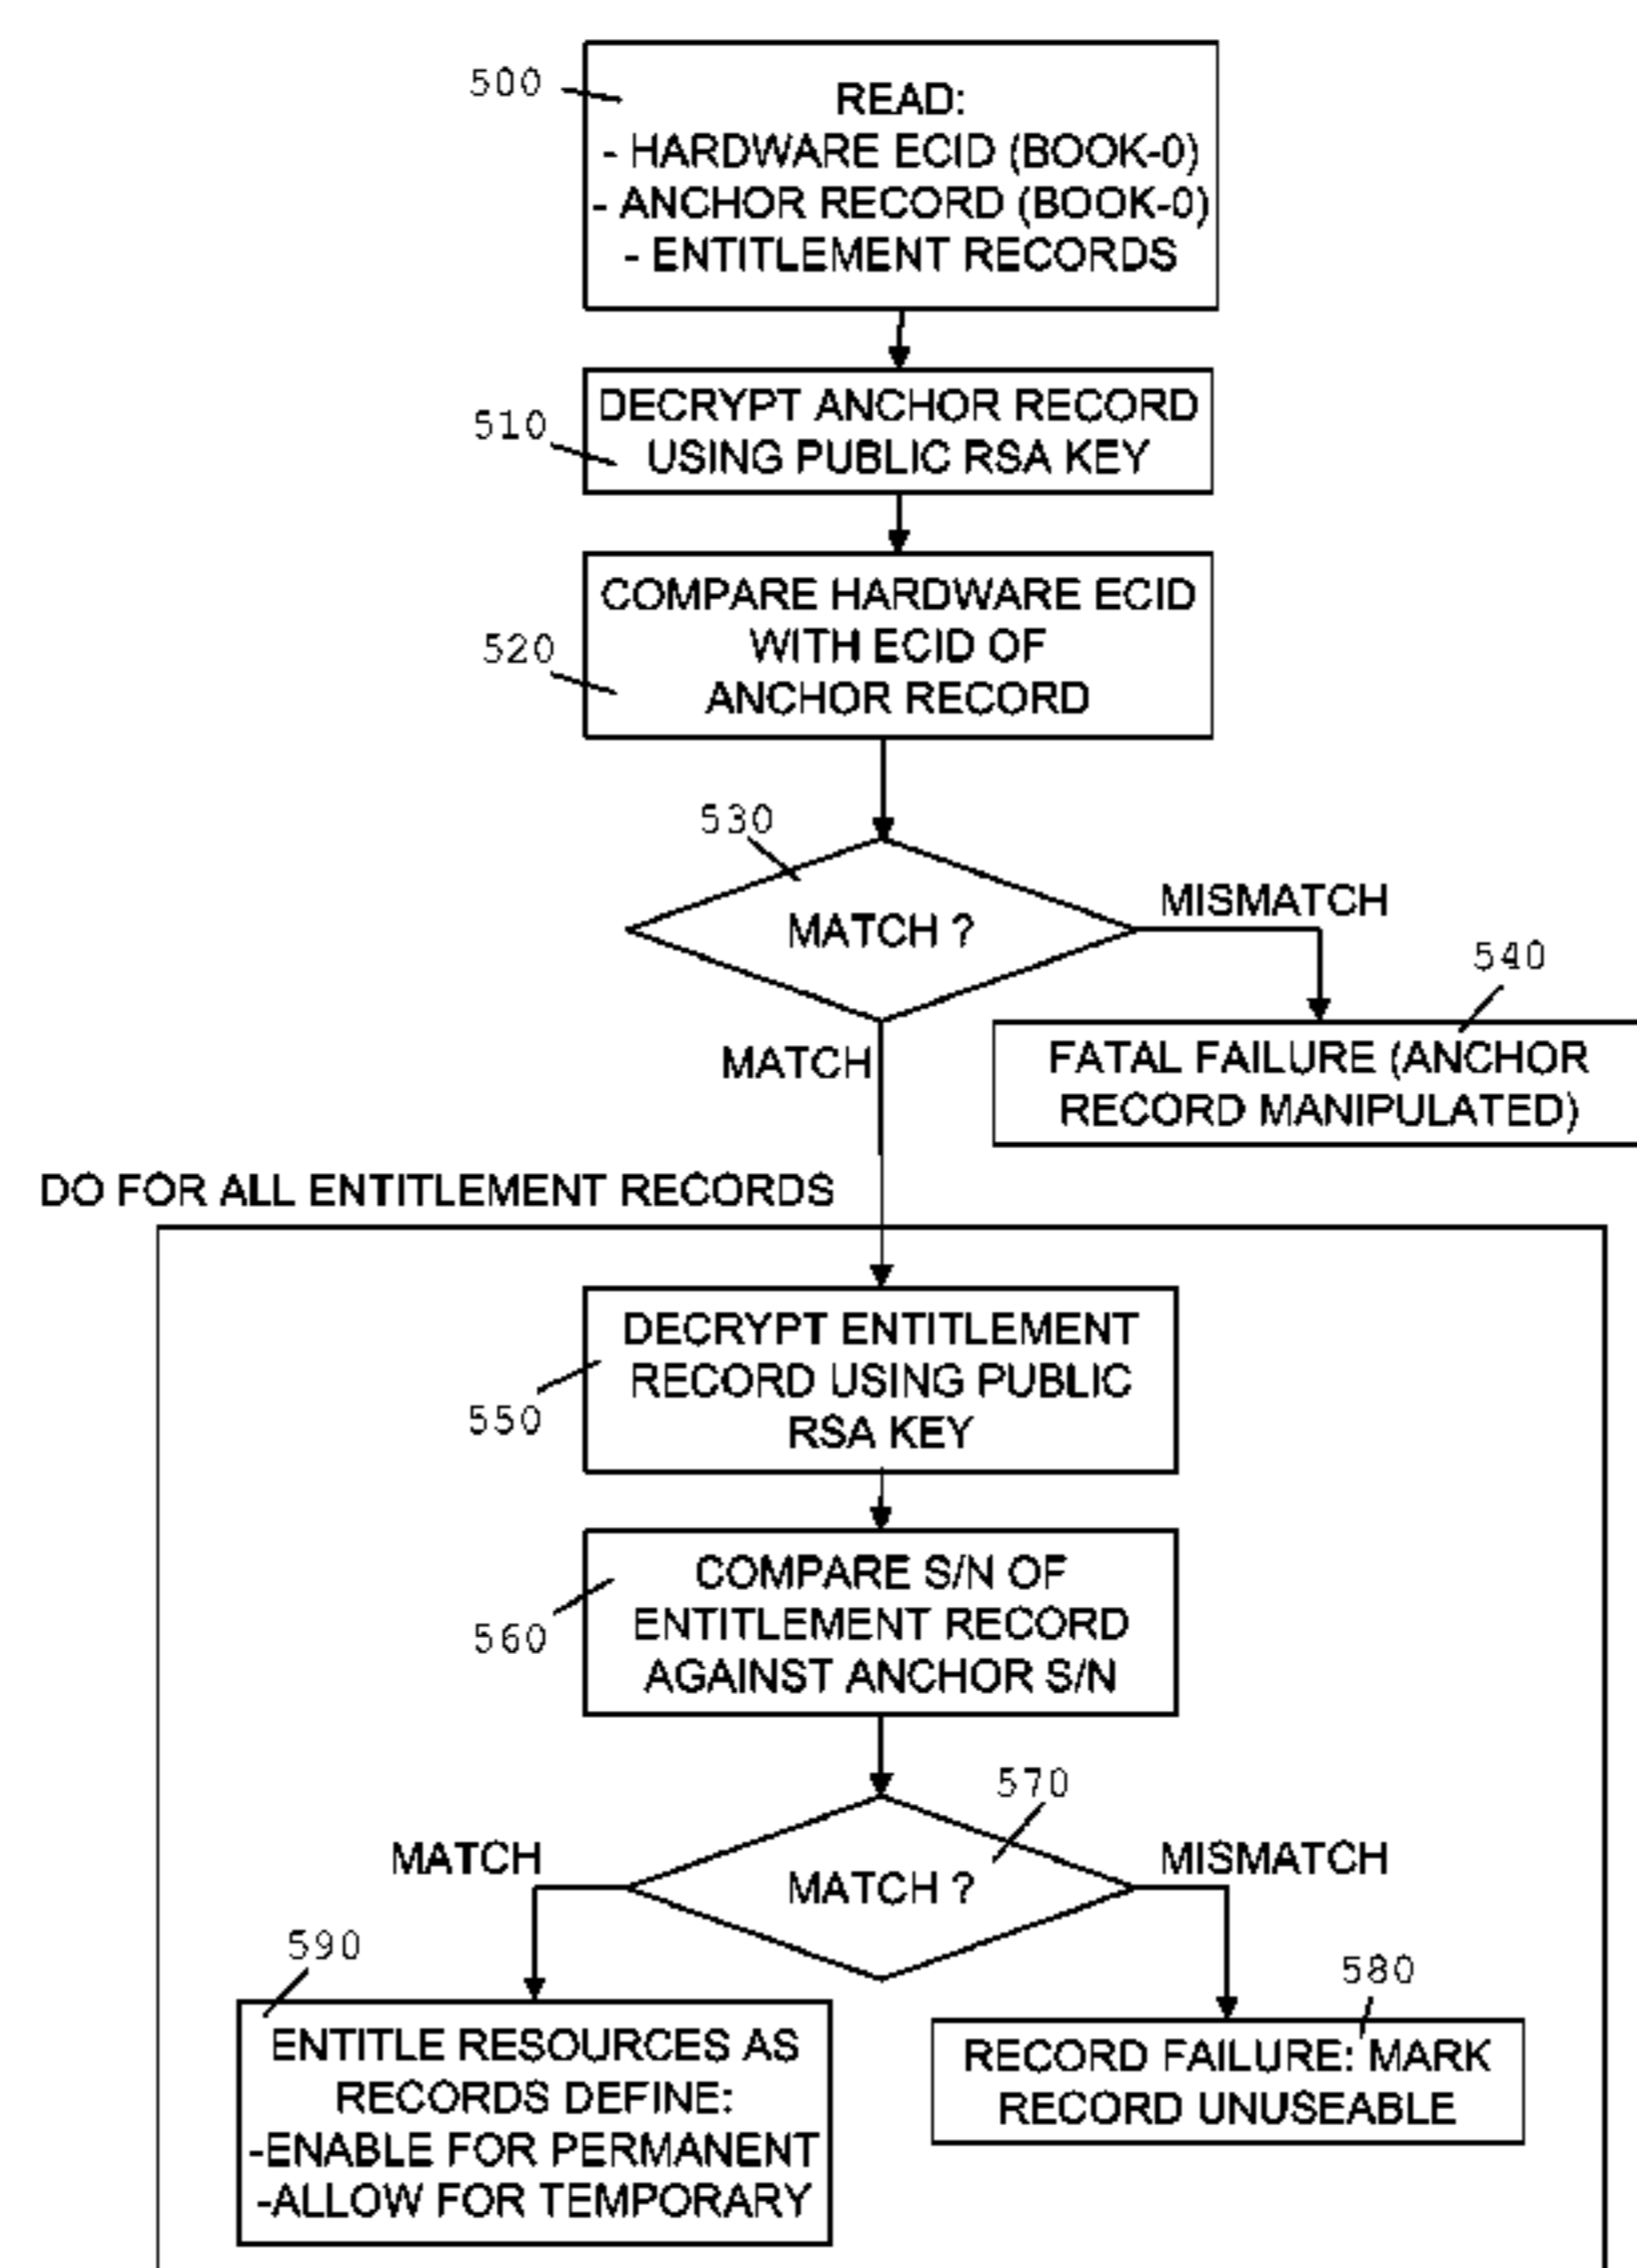 500
READ:
- HARDWARE ECID (BOOK-0)
- ANCHOR RECORD (BOOK-0)
- ENTITLEMENT RECORDS
510
DECRYPT ANCHOR RECORD
USING PUBLIC RSA KEY
520
COMPARE HARDWARE ECID
WITH ECID OF
ANCHOR RECORD
530
MATCH ?
MISMATCH
540
FATAL FAILURE (ANCHOR
RECORD MANIPULATED)
MATCH
DO FOR ALL ENTITLEMENT RECORDS
550
DECRYPT ENTITLEMENT
RECORD USING PUBLIC
RSA KEY
560
COMPARE S/N OF
ENTITLEMENT RECORD
AGAINST ANCHOR S/N
570
MATCH ?
MATCH
MISMATCH
590
ENTITLE RESOURCES AS
RECORDS DEFINE:
-ENABLE FOR PERMANENT
-ALLOW FOR TEMPORARY
580
RECORD FAILURE: MARK
RECORD UNUSEABLE